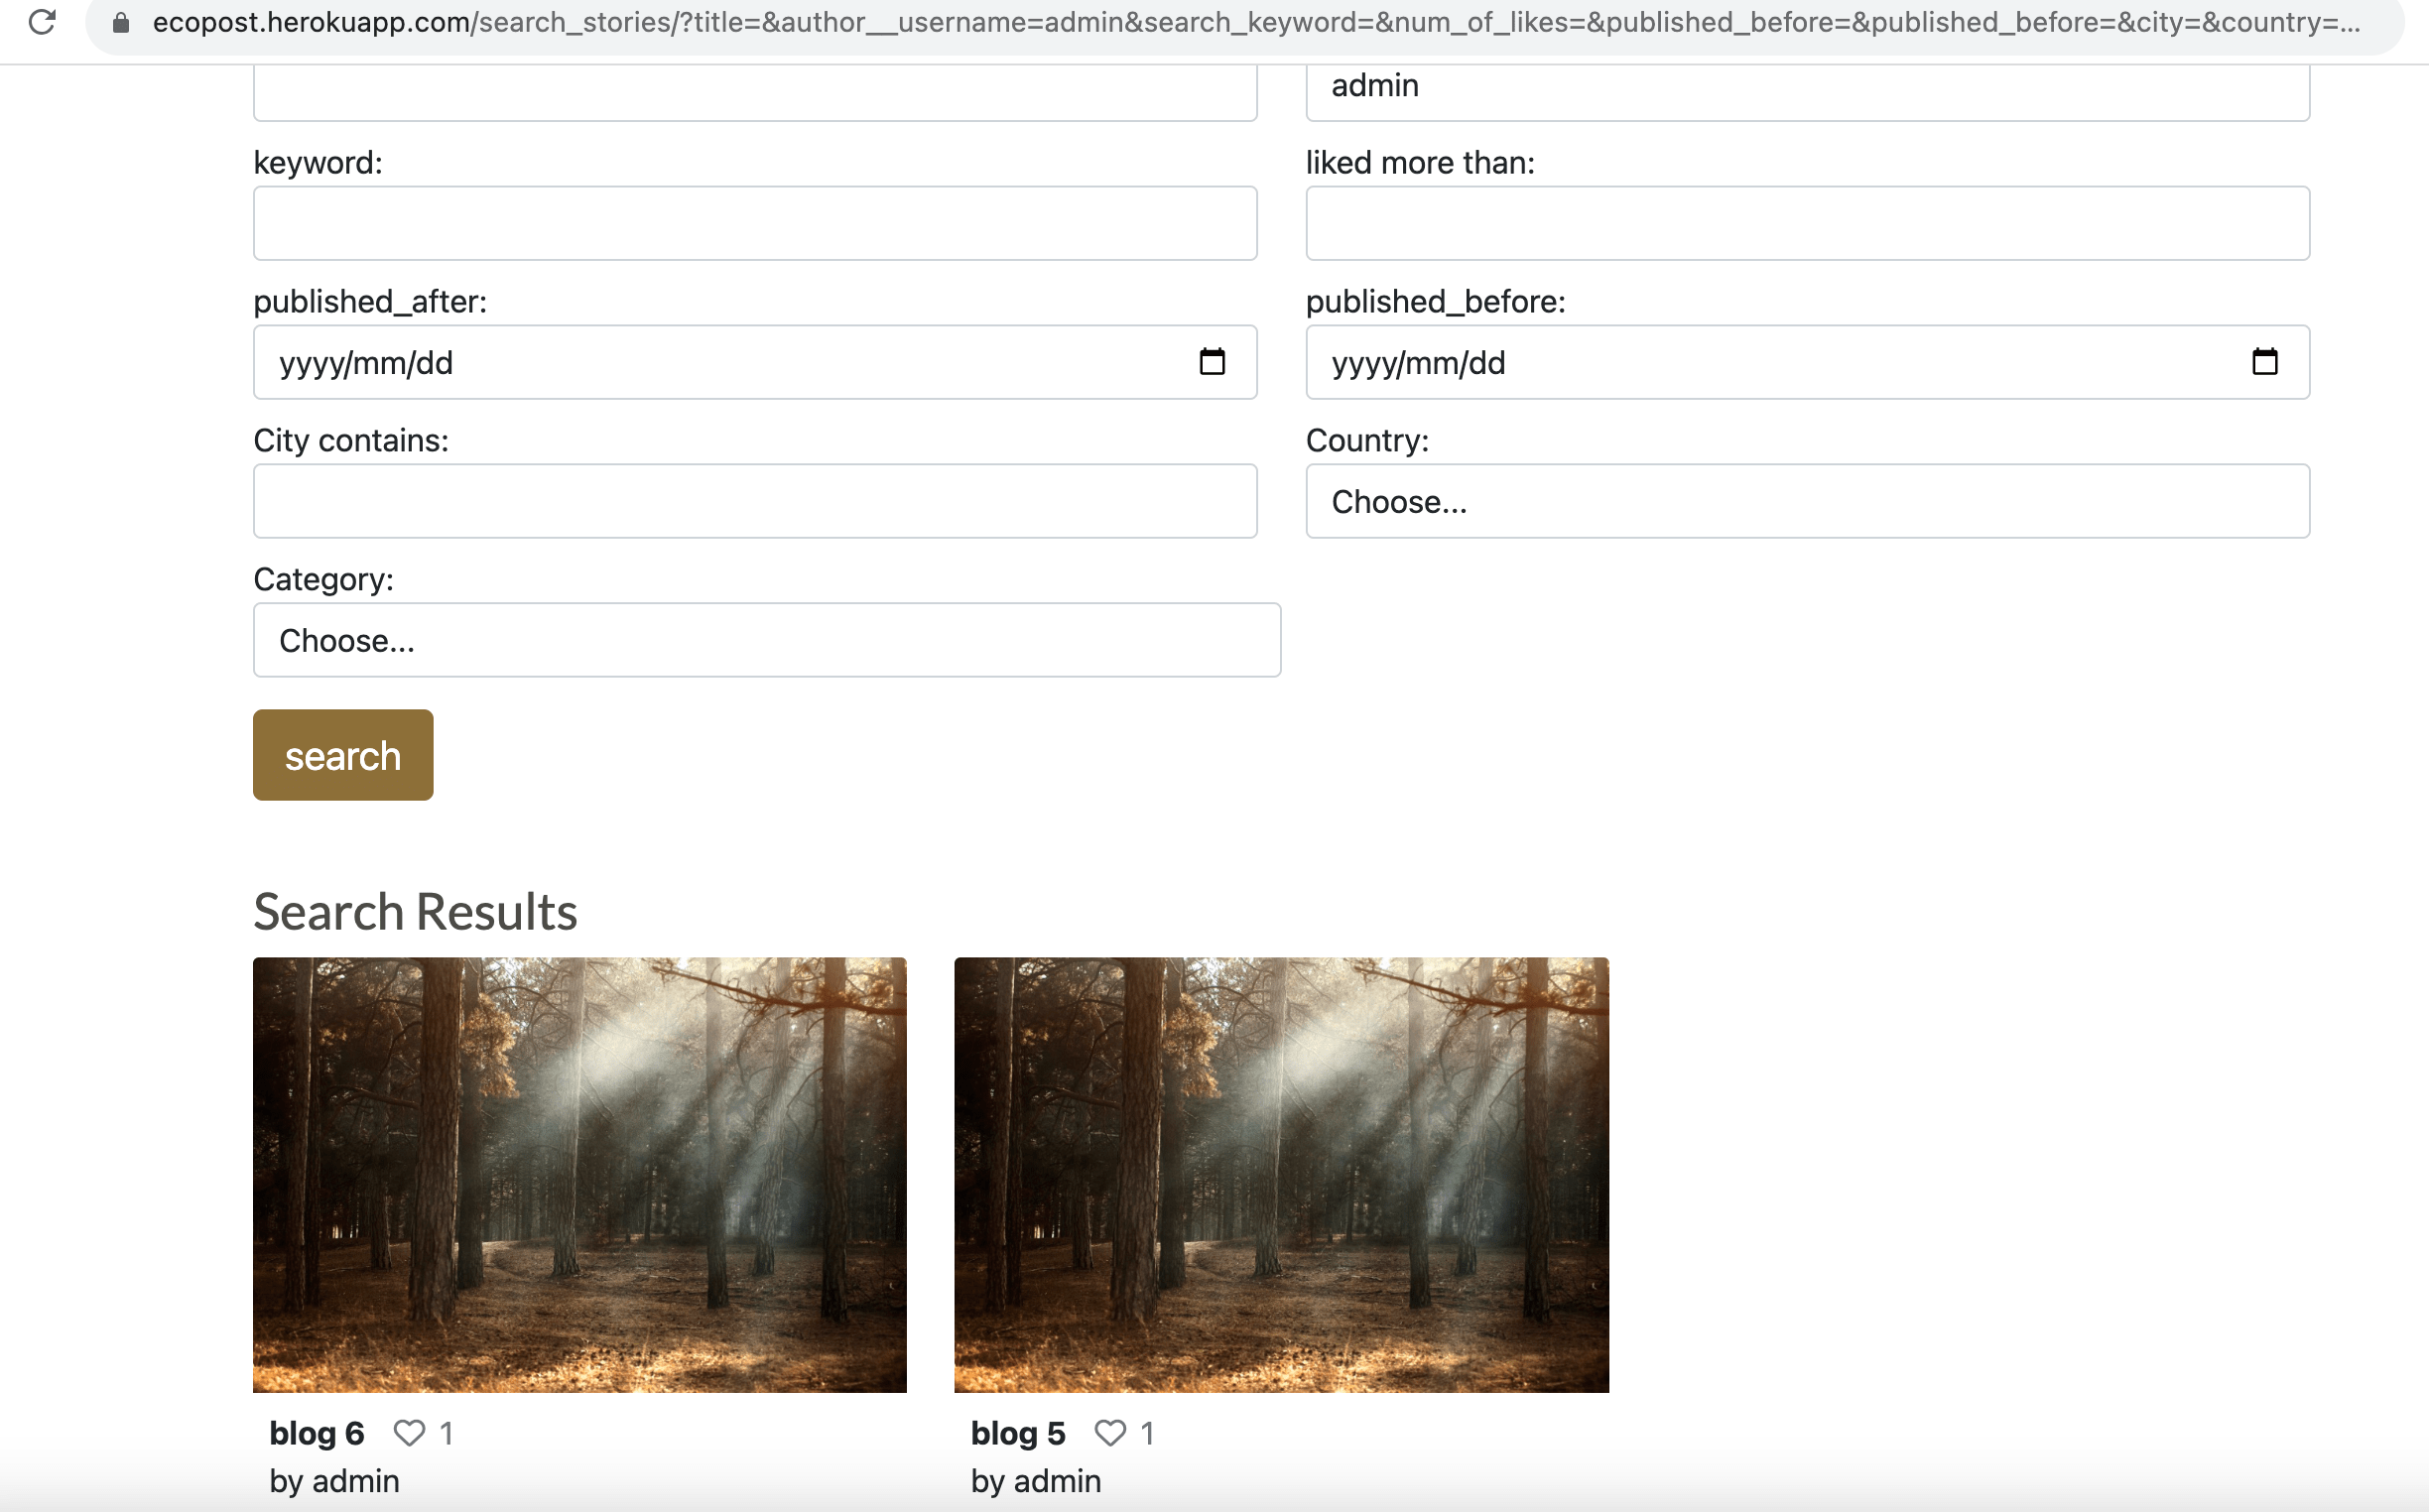 ecopost.herokuapp.com/search_stories/?title=&author__username=admin&search_keyword=&num_of_likes=&published_before=&published_before=&city=&country=...
admin
keyword:
liked more than:
published_after:
published_before:
yyyy/mm/dd
yyyy/mm/dd
City contains:
Country:
Choose...
Category:
Choose...
search
Search Results
blog 6 1
by admin
blog 5 1
by admin